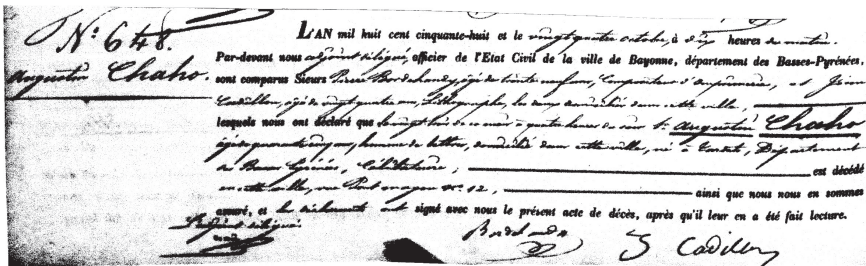 N: 648.
Augustin Chaho.
L'AN mil huit cent cinquante-huit et le vingt quatre octobre, à dix heures du matin.
Par-devant nous adjoint délégué, officier de l'Etat Civil de la ville de Bayonne, département des Basses-Pyrénées,
sont comparus Sieurs Pierre âgé de trente neuf ans, Compositeur d'imprimerie, et Jean
âgé de vingt quatre ans, Lithographe, les deux domiciliés dans cette ville,
lesquels nous ont déclaré que le vingt trois de ce mois à quatre heures du soir Sr. Augustin Chaho
âgé de quarante cinq ans, homme de lettres, domicilié dans cette ville, né à Tardets, Département
des Basses Pyrénées, Célibataire, est décédé
en cette ville, rue Pont mayou No. 12, ainsi que nous nous en sommes
assuré, et les déclarants ont signé avec nous le présent acte de décès, après qu'il leur en a été fait lecture.
L'adjoint délégué